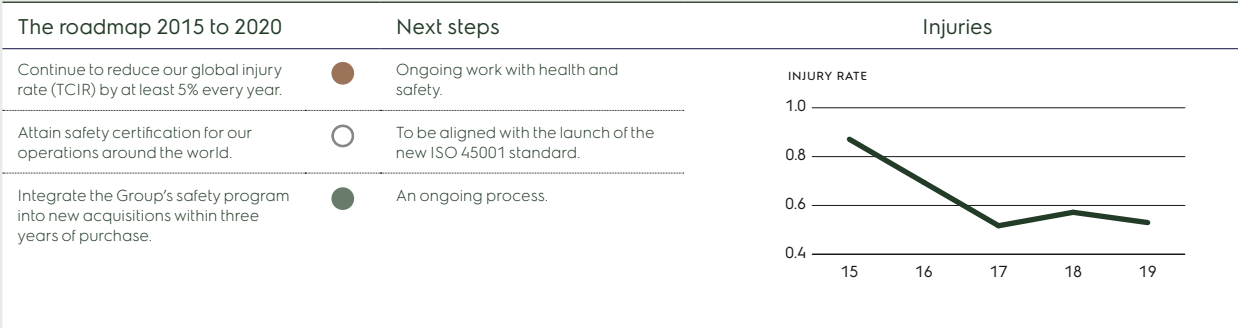 The roadmap 2015 to 2020
Next steps
Injuries
Continue to reduce our global injury
rate (TCIR) by at least 5% every year.
Ongoing work with health and
safety.
Attain safety certification for our
operations around the world.
To be aligned with the launch of the
new ISO 45001 standard.
Integrate the Group's safety program
into new acquisitions within three
years of purchase.
An ongoing process.
INJURY RATE
1.0
0.8
0.6
0.4
15 16 17 18 19